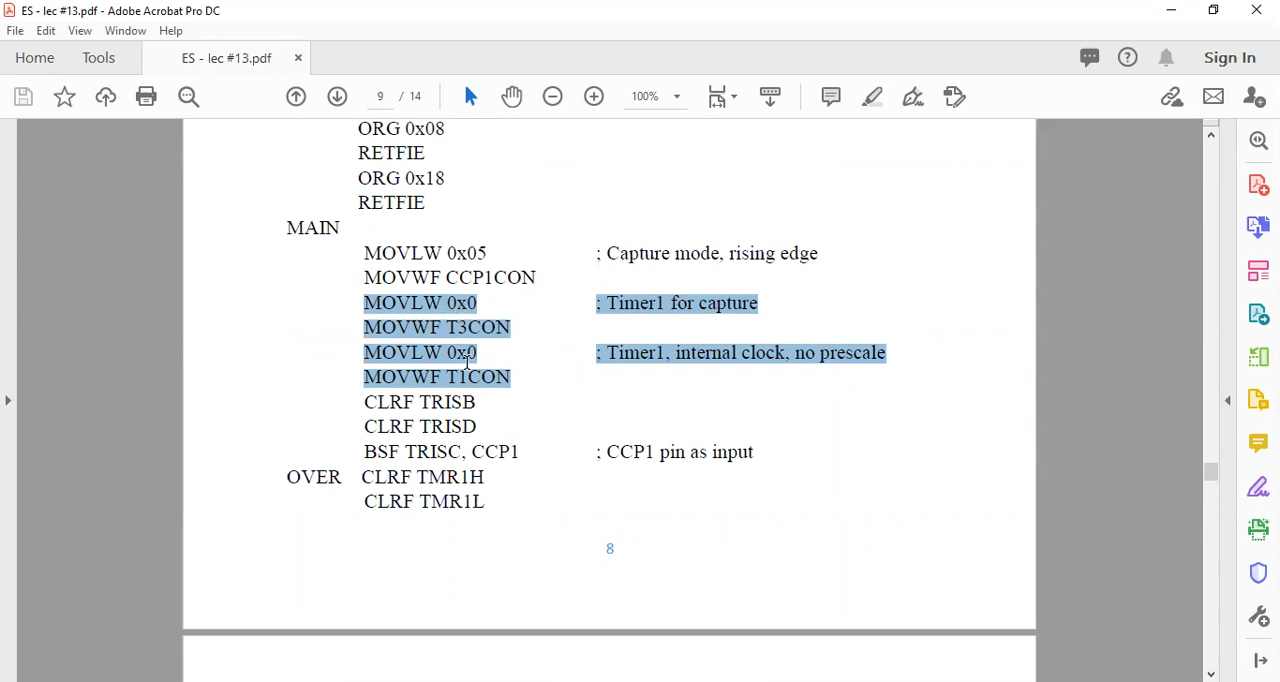 ES - lec #13.pdf - Adobe Acrobat Pro DC
File Edit View Window Help
Home Tools ES - lec #13.pdf × Sign In
9 / 14 100%
ORG 0x08
RETFIE
ORG 0x18
RETFIE
MAIN
MOVLW 0x05 ; Capture mode, rising edge
MOVWF CCP1CON
MOVLW 0x0 ; Timer1 for capture
MOVWF T3CON
MOVLW 0x0 ; Timer1, internal clock, no prescale
MOVWF T1CON
CLRF TRISB
CLRF TRISD
BSF TRISC, CCP1 ; CCP1 pin as input
OVER CLRF TMR1H
CLRF TMR1L
8